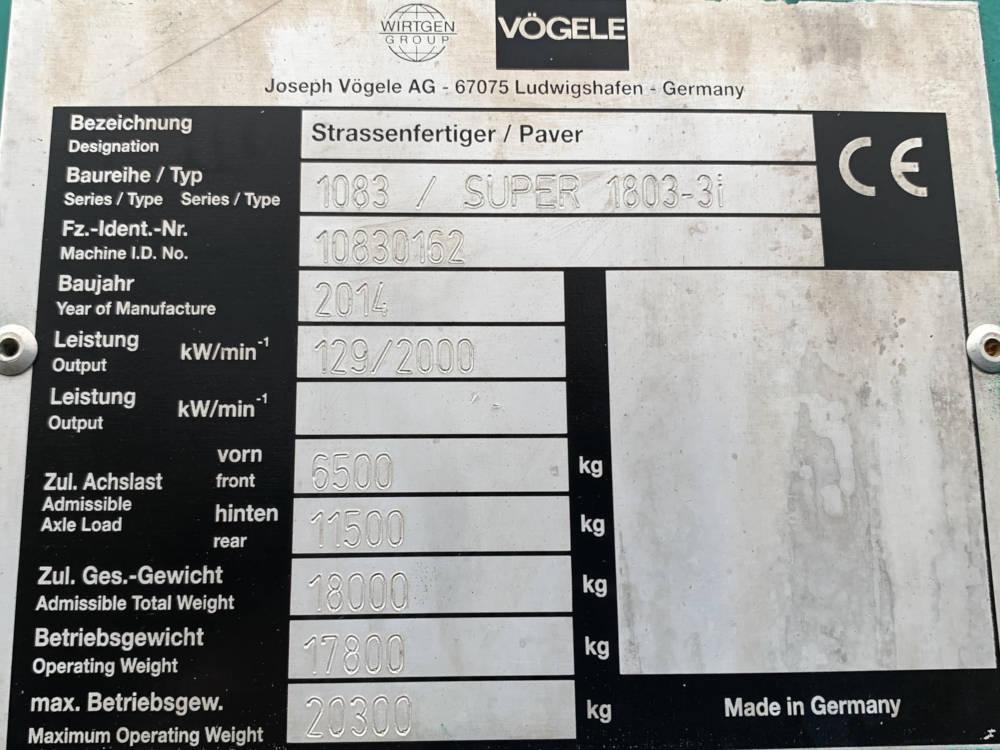 WIRTGEN
GROUP
VÖGELE
Joseph Vögele AG - 67075 Ludwigshafen - Germany
Bezeichnung
Designation
Strassenfertiger / Paver
CE
Baureihe / Typ
Series / Type Series / Type
1083 / SUPER 1803-3i
Fz.-Ident.-Nr.
Machine I.D. No.
10830162
Baujahr
Year of Manufacture
2014
Leistung
Output
kW/min-1
129/2000
Leistung
Output
kW/min-1
Zul. Achslast
Admissible
Axle Load
vorn
front
6500 kg
hinten
rear
11500 kg
Zul. Ges.-Gewicht
Admissible Total Weight
18000 kg
Betriebsgewicht
Operating Weight
17800 kg
max. Betriebsgew.
Maximum Operating Weight
20300 kg
Made in Germany